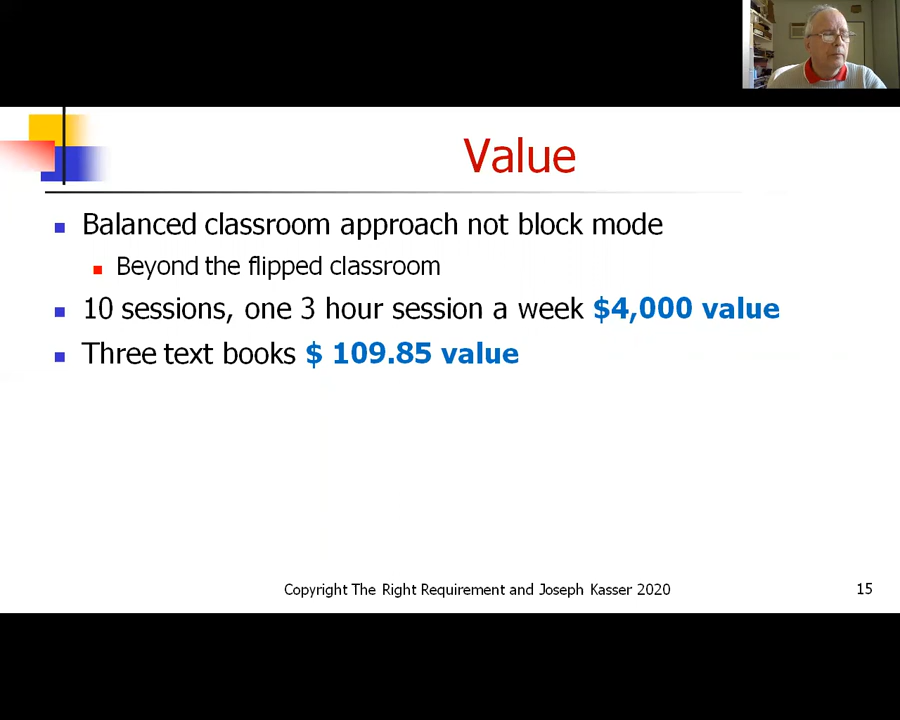 Value
Balanced classroom approach not block mode
Beyond the flipped classroom
10 sessions, one 3 hour session a week $4,000 value
Three text books $ 109.85 value
Copyright The Right Requirement and Joseph Kasser 2020
15